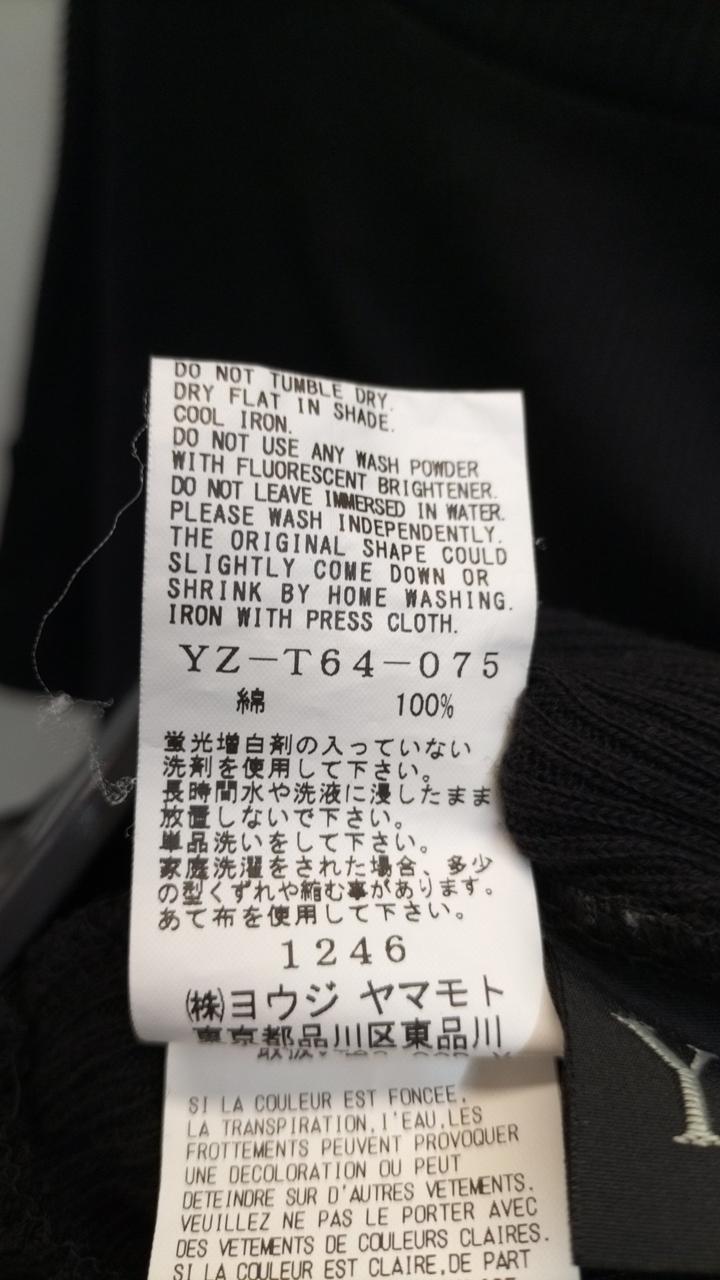 DO NOT TUMBLE DRY.
DRY FLAT IN SHADE.
COOL IRON.
DO NOT USE ANY WASH POWDER
WITH FLUORESCENT BRIGHTENER.
DO NOT LEAVE IMMERSED IN WATER.
PLEASE WASH INDEPENDENTLY.
THE ORIGINAL SHAPE COULD
SLIGHTLY COME DOWN OR
SHRINK BY HOME WASHING.
IRON WITH PRESS CLOTH.
YZ-T64-075
綿 100%
蛍光増白剤の入っていない
洗剤を使用して下さい。
長時間水や洗液に浸したまま
放置しないで下さい。
単品洗いをして下さい。
家庭洗濯をされた場合、多少
の型くずれや縮む事があります。
あて布を使用して下さい。
1246
㈱ヨウジ ヤマモト
東京都品川区東品川
SI LA COULEUR EST FONCEE,
LA TRANSPIRATION,l'EAU,LES
FROTTEMENTS PEUVENT PROVOQUER
UNE DECOLORATION OU PEUT
DETEINDRE SUR D'AUTRES VETEMENTS.
VEUILLEZ NE PAS LE PORTER AVEC
DES VETEMENTS DE COULEURS CLAIRES.
SI LA COULEUR EST CLAIRE,DE PART
Y